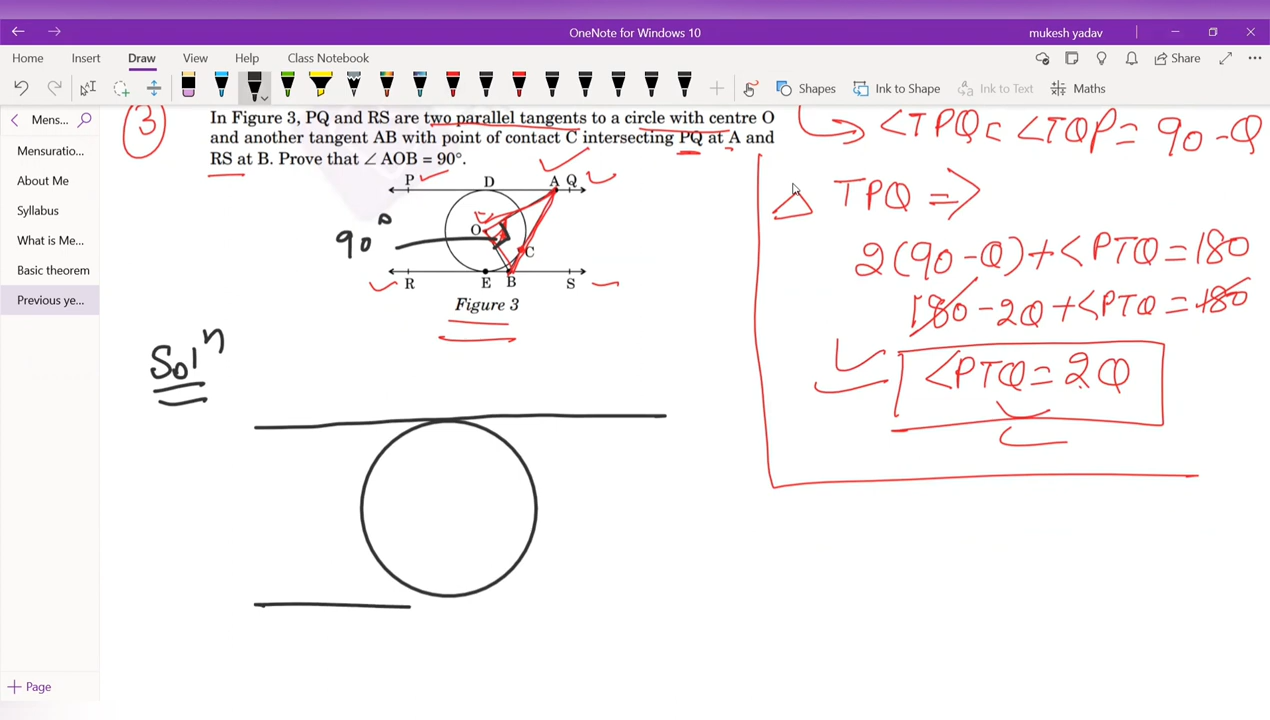 OneNote for Windows 10
mukesh yadav
Home Insert Draw View Help Class Notebook
Share
Shapes Ink to Shape Ink to Text Maths
Mens...
Mensuratio...
About Me
Syllabus
What is Me...
Basic theorem
Previous ye...
Page
3
In Figure 3, PQ and RS are two parallel tangents to a circle with centre O
and another tangent AB with point of contact C intersecting PQ at A and
RS at B. Prove that ∠ AOB = 90°.
P D A Q
O
90°
C
R E B S
Figure 3
Solⁿ
<TPQ = <TQP = 90 - Q
△ TPQ ⇒
2(90-Q)+<PTQ = 180
180 - 2Q + <PTQ = 180
<PTQ = 2Q